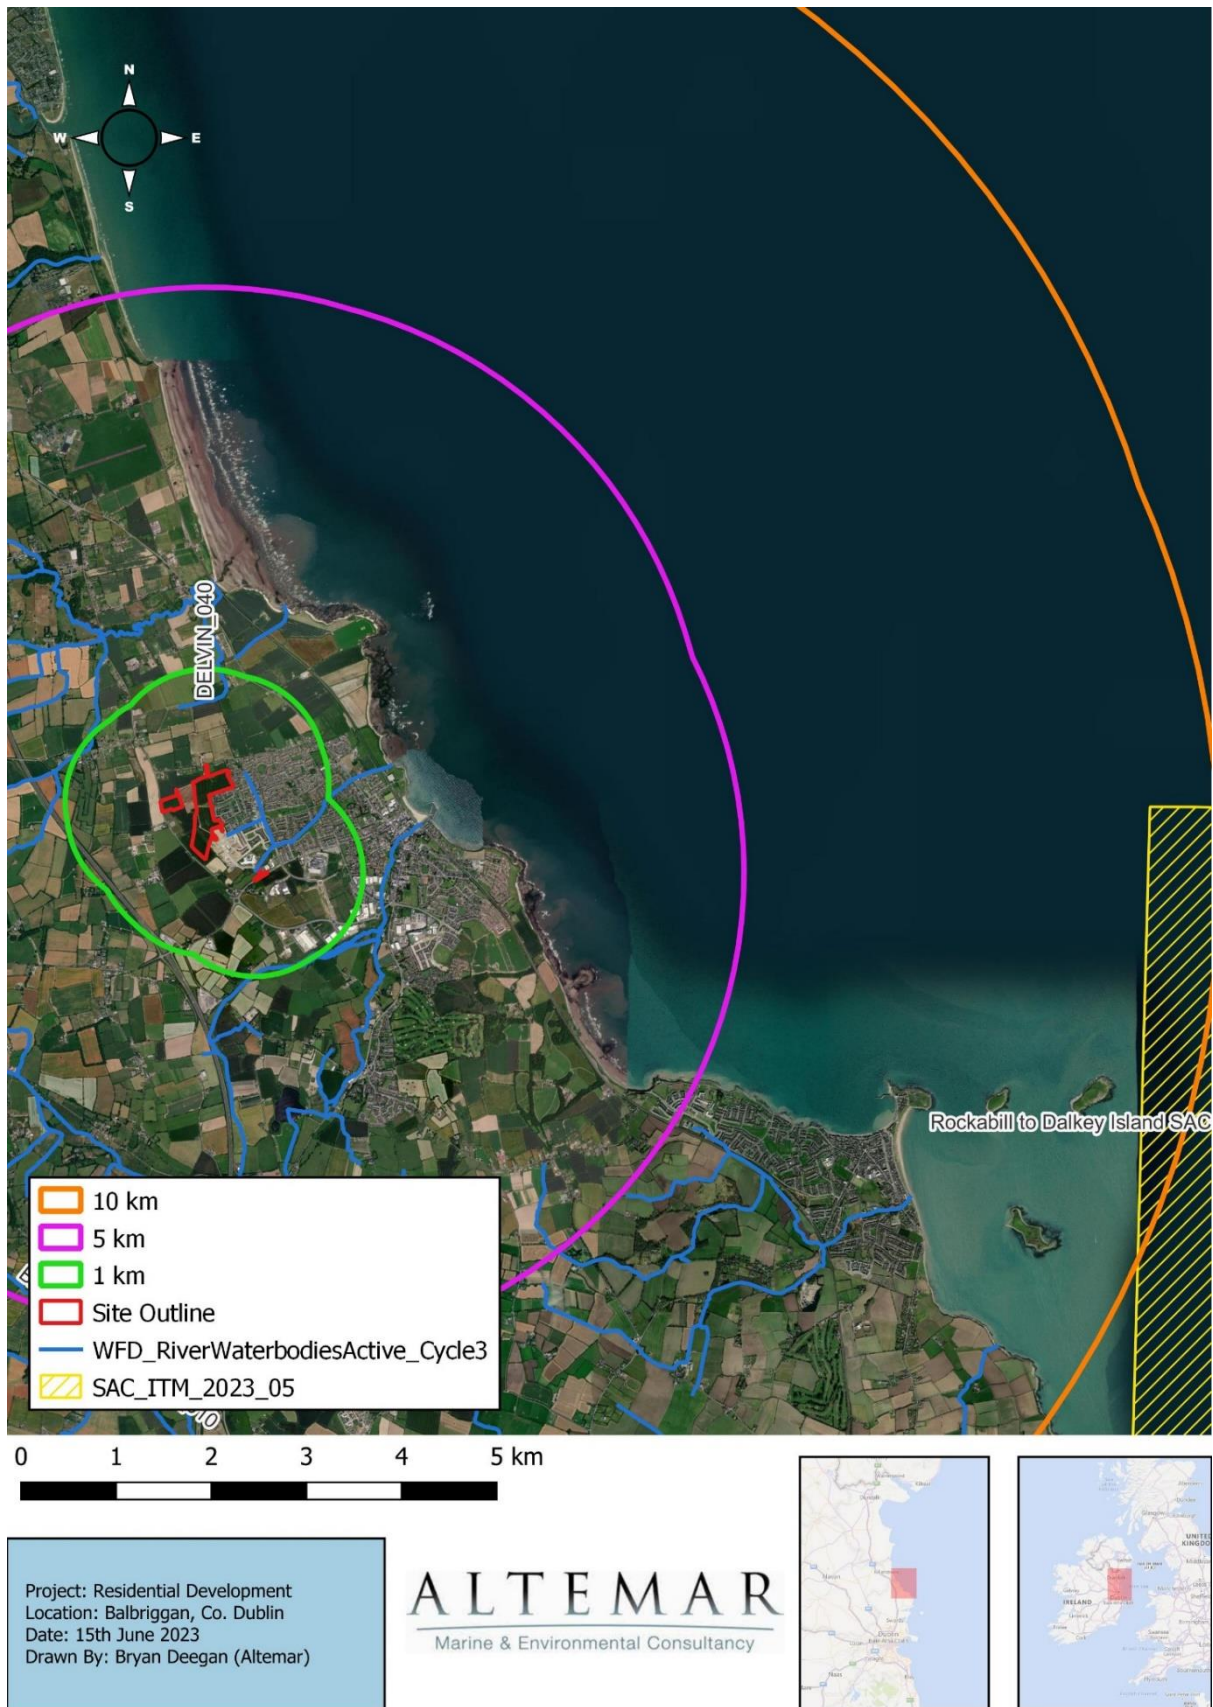 N
W
E
S
DELVIN_040
Rockabill to Dalkey Island SAC
10 km
5 km
1 km
Site Outline
WFD_RiverWaterbodiesActive_Cycle3
SAC_ITM_2023_05
0 1 2 3 4 5 km
Project: Residential Development
Location: Balbriggan, Co. Dublin
Date: 15th June 2023
Drawn By: Bryan Deegan (Altemar)
ALTEMAR
Marine & Environmental Consultancy
IRELAND